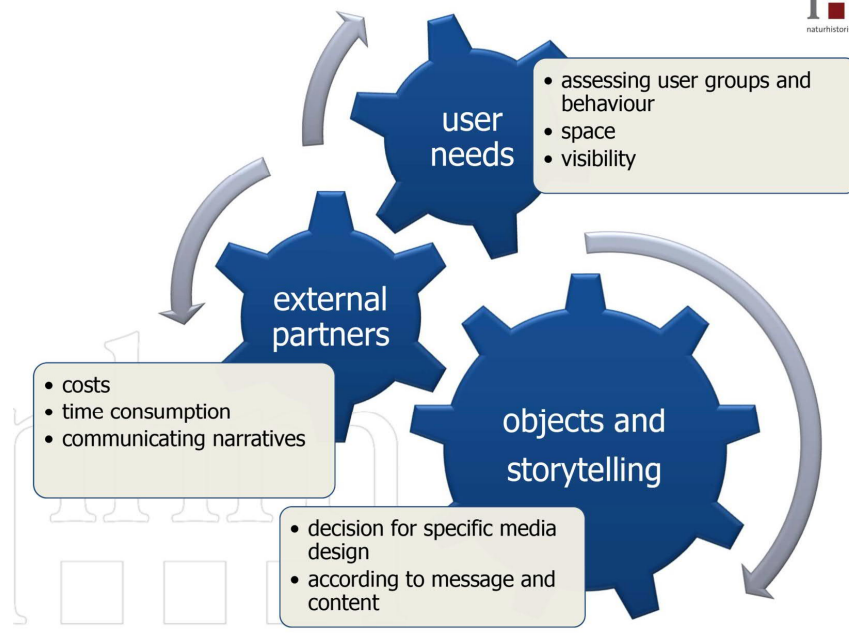 naturhistori
user
needs
• assessing user groups and
behaviour
• space
• visibility
external
partners
• costs
• time consumption
• communicating narratives
objects and
storytelling
• decision for specific media
design
• according to message and
content